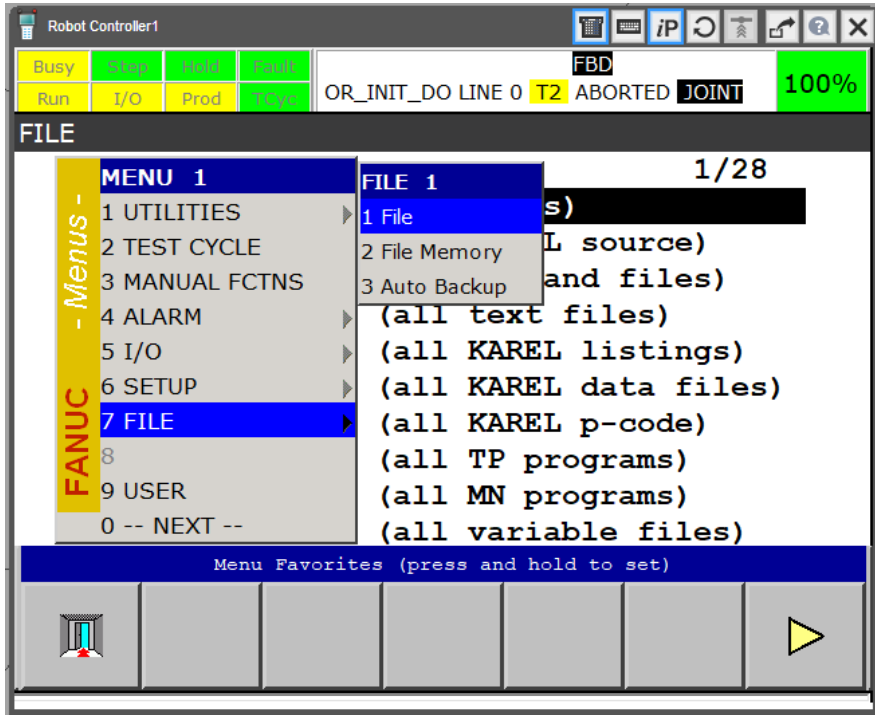 Robot Controller1
iP
Busy Step Hold Fault
Run I/O Prod TCyc
FBD
OR_INIT_DO LINE 0 T2 ABORTED JOINT
100%
FILE
1/28
FANUC - Menus -
MENU 1
1 UTILITIES
2 TEST CYCLE
3 MANUAL FCTNS
4 ALARM
5 I/O
6 SETUP
7 FILE
8
9 USER
0 -- NEXT --
FILE 1
1 File
2 File Memory
3 Auto Backup
s)
L source)
and files)
(all text files)
(all KAREL listings)
(all KAREL data files)
(all KAREL p-code)
(all TP programs)
(all MN programs)
(all variable files)
Menu Favorites (press and hold to set)